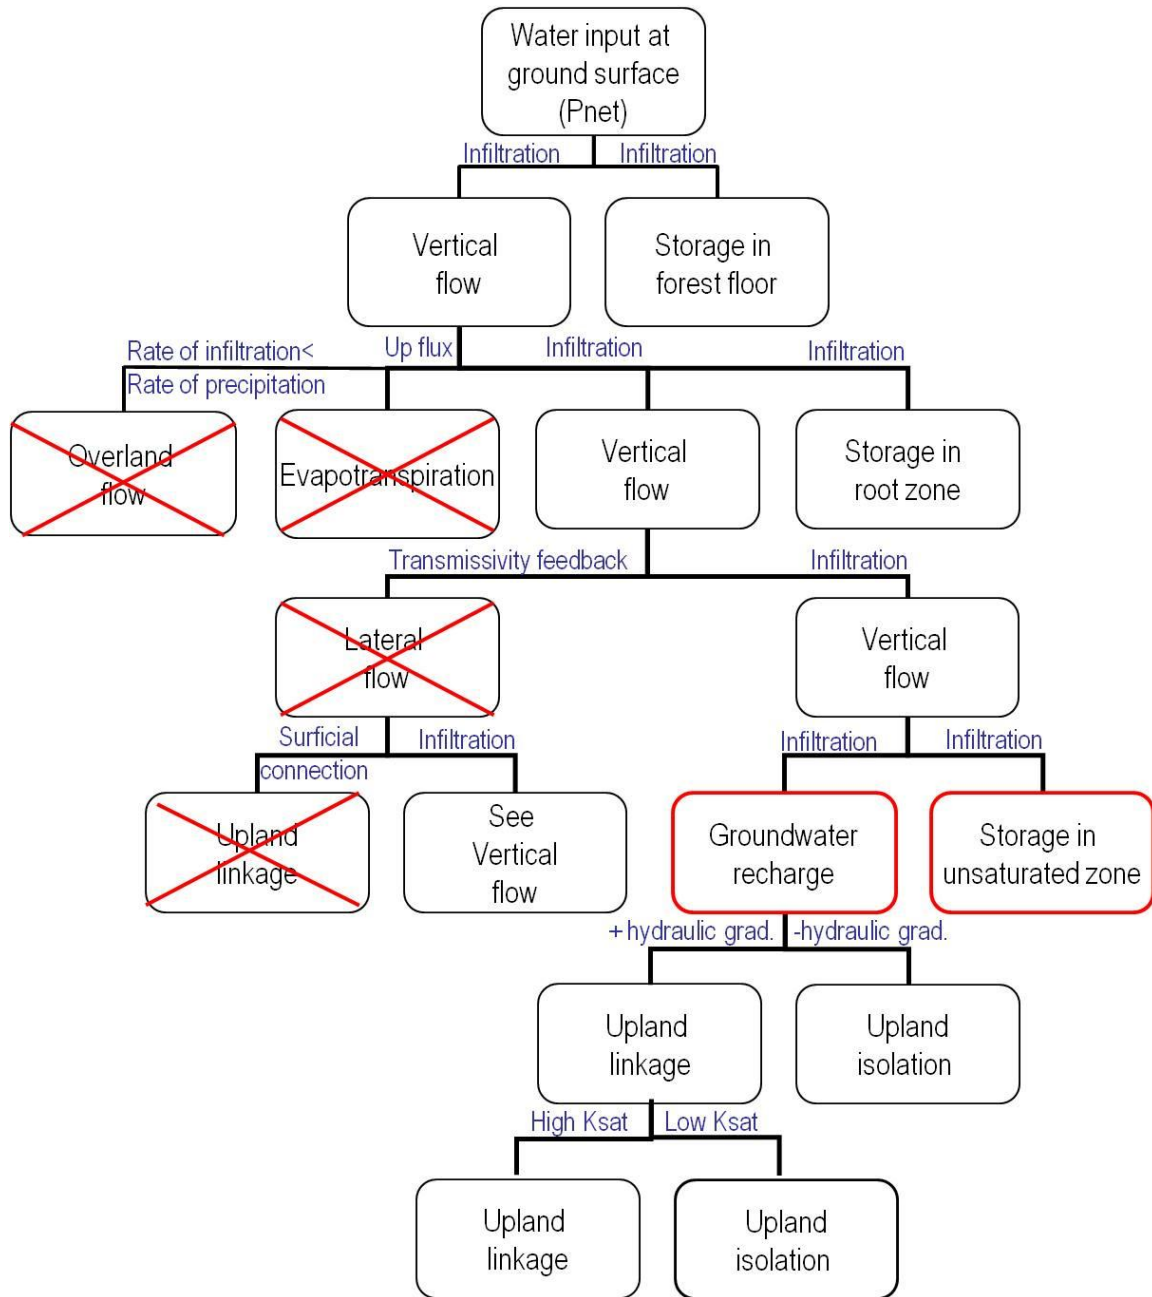 Water input at
ground surface
(Pnet)
Infiltration
Infiltration
Vertical
flow
Storage in
forest floor
Rate of infiltration<
Rate of precipitation
Up flux
Infiltration
Infiltration
Overland
flow
Evapotranspiration
Vertical
flow
Storage in
root zone
Transmissivity feedback
Infiltration
Lateral
flow
Vertical
flow
Surficial
connection
Infiltration
Infiltration
Infiltration
Upland
linkage
See
Vertical
flow
Groundwater
recharge
Storage in
unsaturated zone
+ hydraulic grad.
-hydraulic grad.
Upland
linkage
Upland
isolation
High Ksat
Low Ksat
Upland
linkage
Upland
isolation